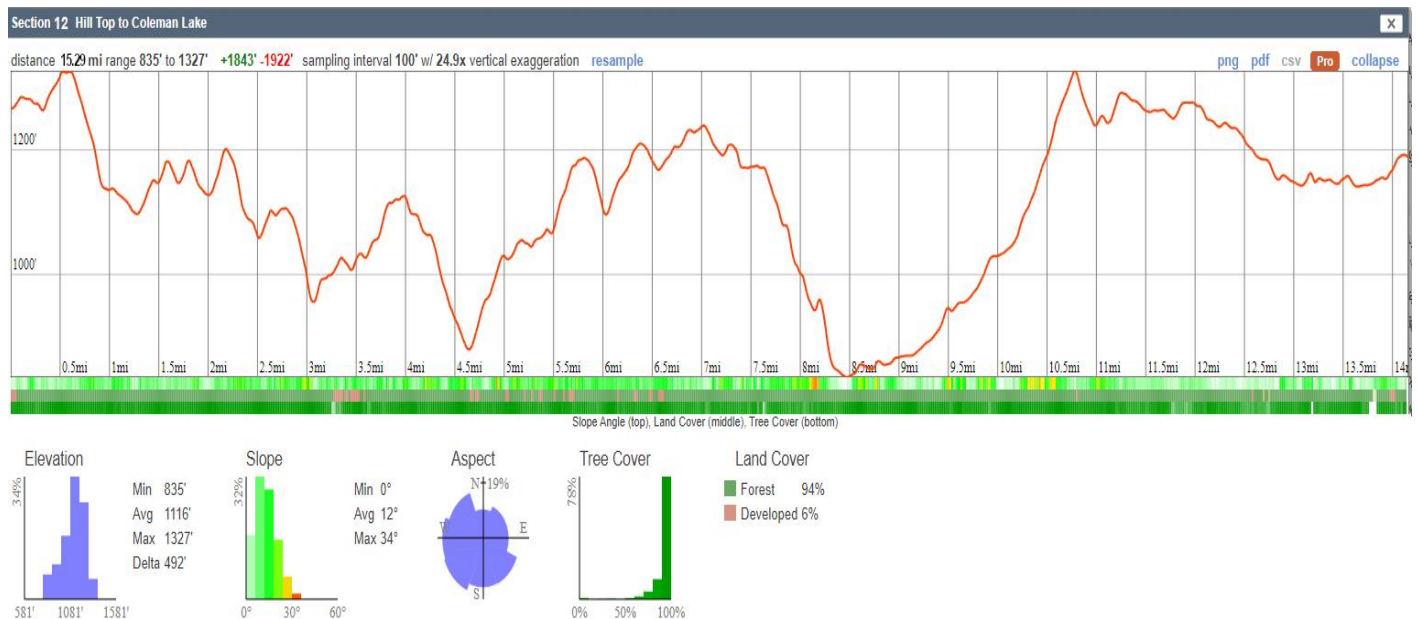 Section 12 Hill Top to Coleman Lake X
distance 15.29 mi range 835' to 1327' +1843' -1922' sampling interval 100' w/ 24.9x vertical exaggeration resample png pdf csv Pro collapse
1200'
1000'
0.5mi 1mi 1.5mi 2mi 2.5mi 3mi 3.5mi 4mi 4.5mi 5mi 5.5mi 6mi 6.5mi 7mi 7.5mi 8mi 8.5mi 9mi 9.5mi 10mi 10.5mi 11mi 11.5mi 12mi 12.5mi 13mi 13.5mi
Slope Angle (top), Land Cover (middle), Tree Cover (bottom)
Elevation Slope Aspect Tree Cover Land Cover
34% Min 835' 32% Min 0° N 19% 78% Forest 94%
Avg 1116' Avg 12° Developed 6%
Max 1327' Max 34° E
Delta 492'
S
581' 1081' 1581' 0° 30° 60° 0% 50% 100%